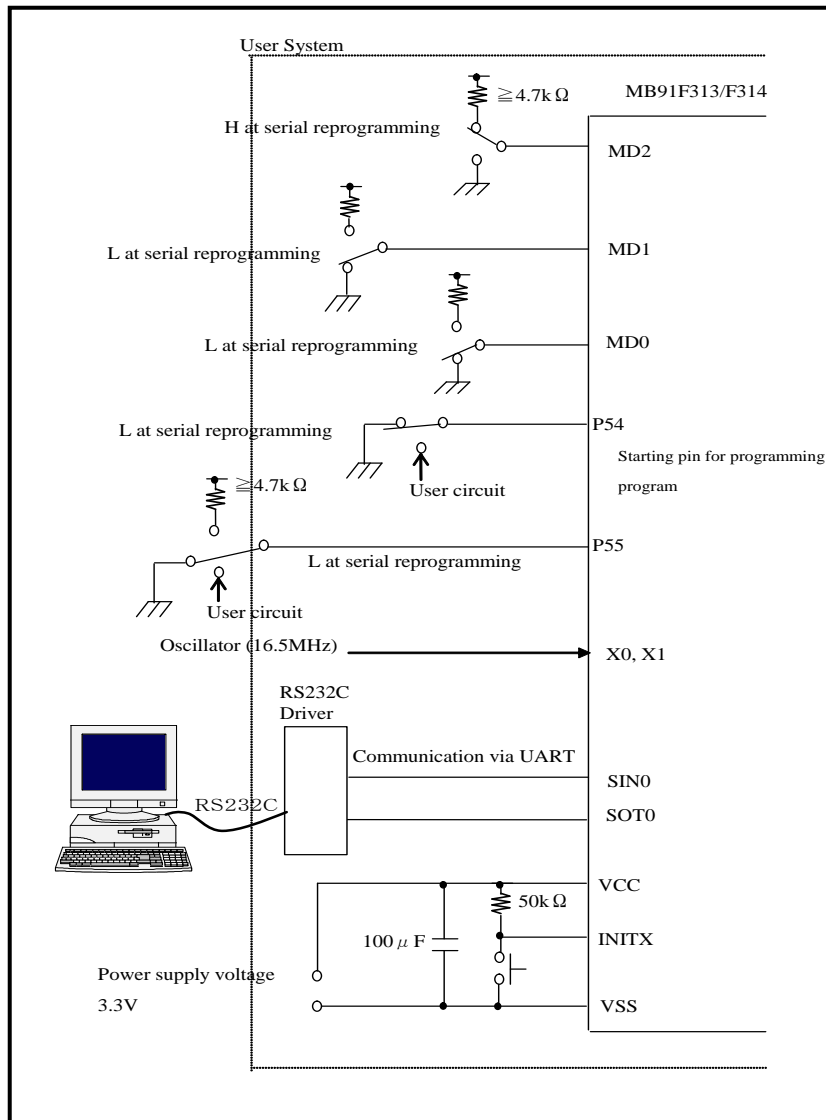 User System
≧4.7kΩ
MB91F313/F314
H at serial reprogramming
MD2
L at serial reprogramming
MD1
L at serial reprogramming
MD0
L at serial reprogramming
P54
Starting pin for programming
program
User circuit
≧4.7kΩ
P55
L at serial reprogramming
User circuit
Oscillator (16.5MHz)
X0, X1
RS232C
Driver
Communication via UART
SIN0
RS232C
SOT0
VCC
50kΩ
100μF
INITX
Power supply voltage
3.3V
VSS